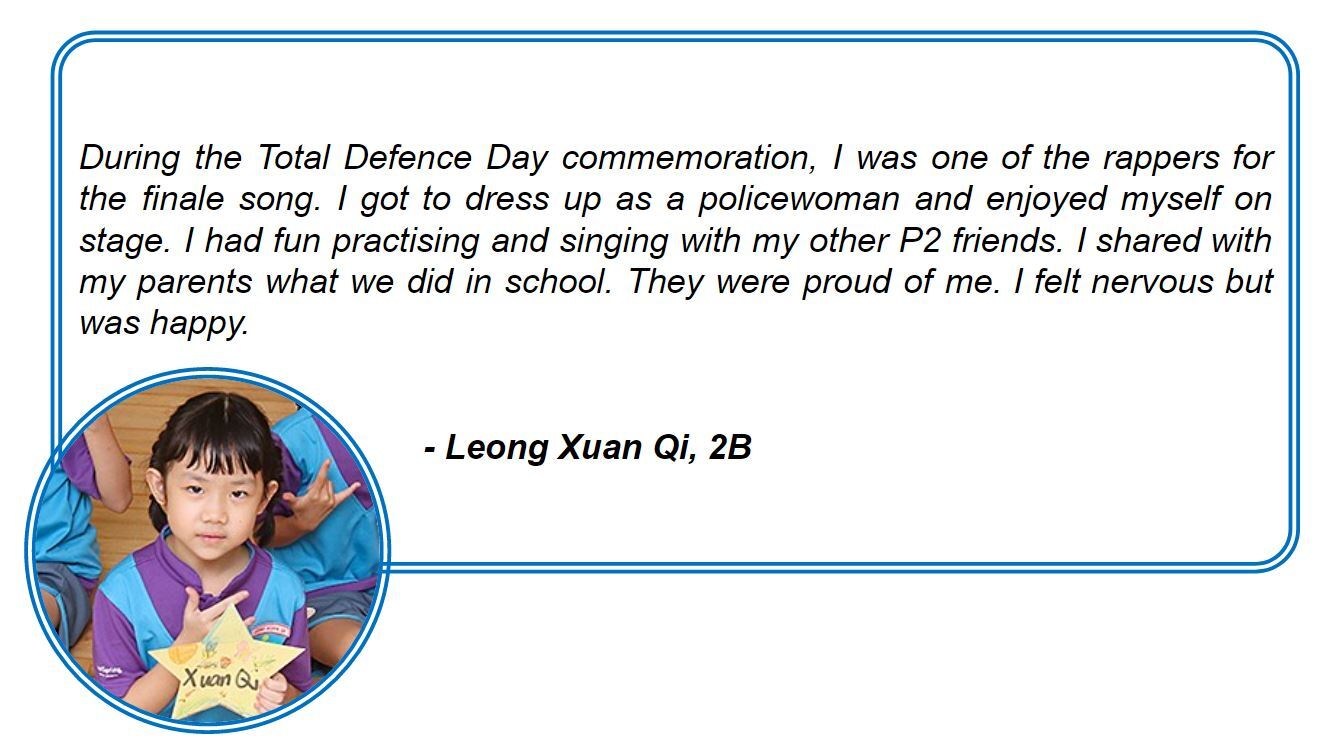 During the Total Defence Day commemoration, I was one of the rappers for
the finale song. I got to dress up as a policewoman and enjoyed myself on
stage. I had fun practising and singing with my other P2 friends. I shared with
my parents what we did in school. They were proud of me. I felt nervous but
was happy.
- Leong Xuan Qi, 2B
Xuan Qi